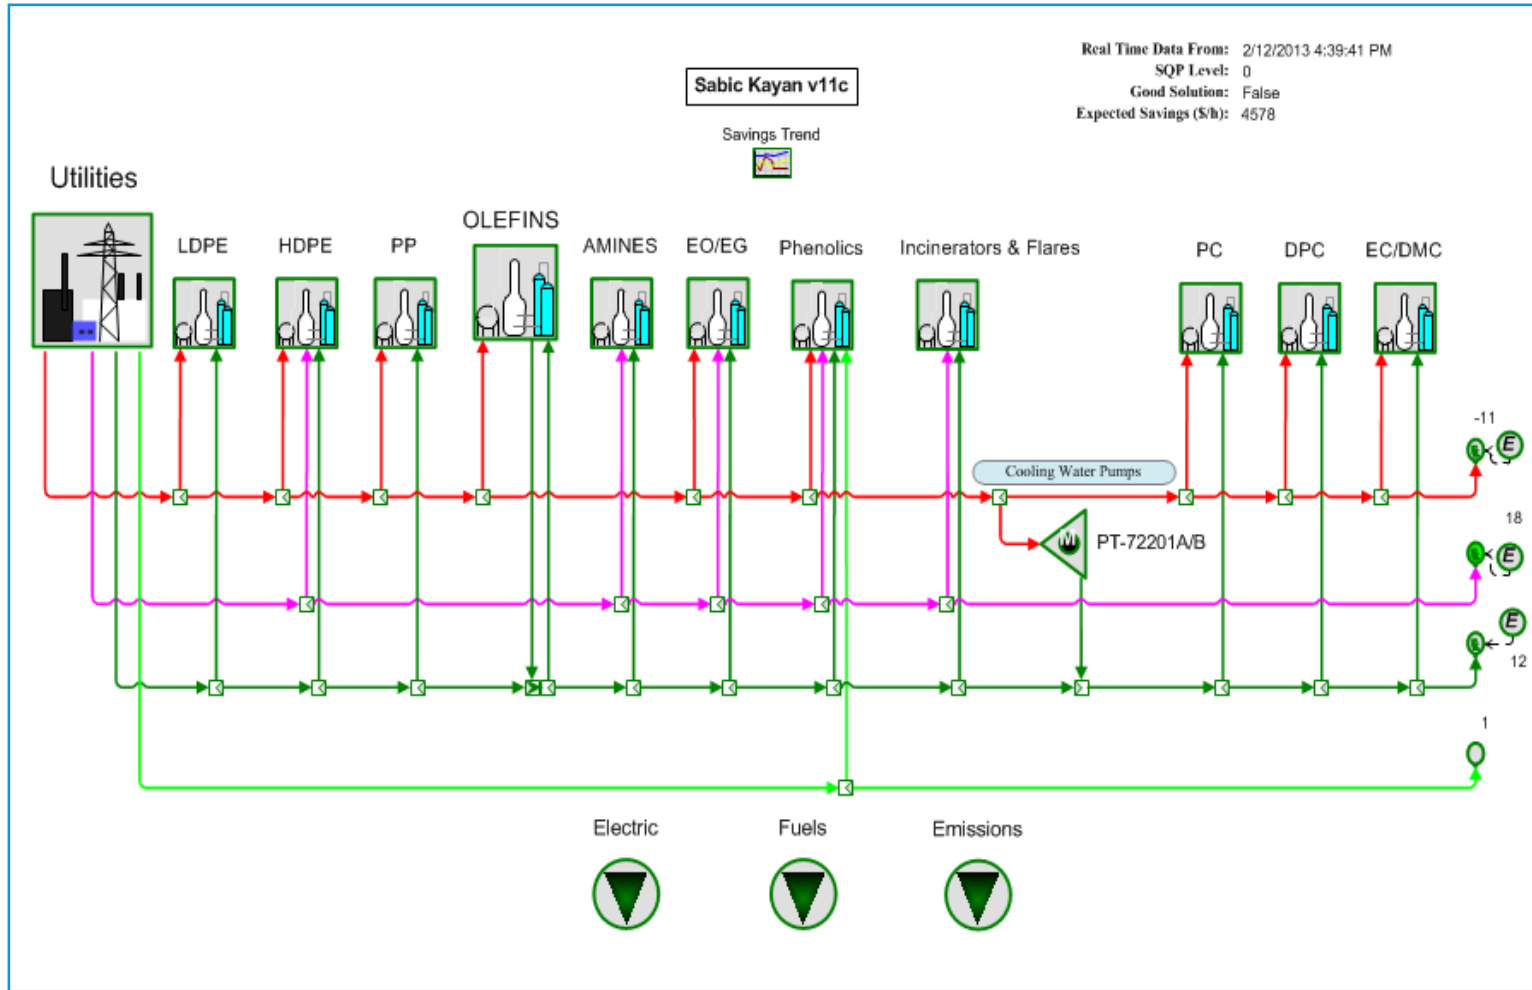 Real Time Data From: 2/12/2013 4:39:41 PM
SQP Level: 0
Good Solution: False
Expected Savings ($/h): 4578
Sabic Kayan v11c
Savings Trend
Utilities
LDPE
HDPE
PP
OLEFINS
AMINES
EO/EG
Phenolics
Incinerators & Flares
PC
DPC
EC/DMC
-11
E
Cooling Water Pumps
M
PT-72201A/B
18
E
E
12
1
Electric
Fuels
Emissions